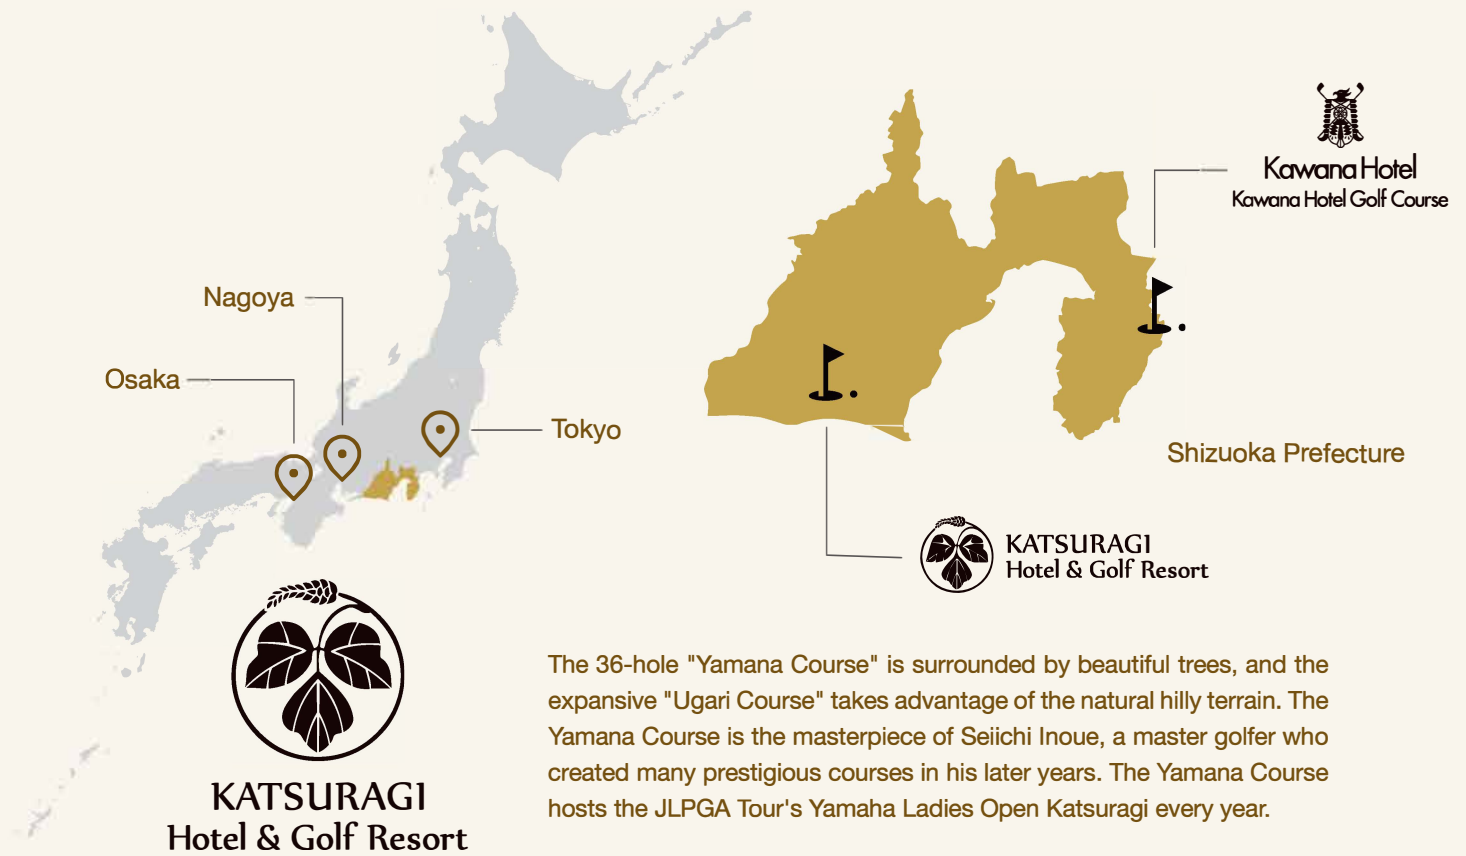 Nagoya
Osaka
Tokyo
Kawana Hotel
Kawana Hotel Golf Course
Shizuoka Prefecture
KATSURAGI
Hotel & Golf Resort
KATSURAGI
Hotel & Golf Resort
The 36-hole "Yamana Course" is surrounded by beautiful trees, and the
expansive "Ugari Course" takes advantage of the natural hilly terrain. The
Yamana Course is the masterpiece of Seiichi Inoue, a master golfer who
created many prestigious courses in his later years. The Yamana Course
hosts the JLPGA Tour's Yamaha Ladies Open Katsuragi every year.